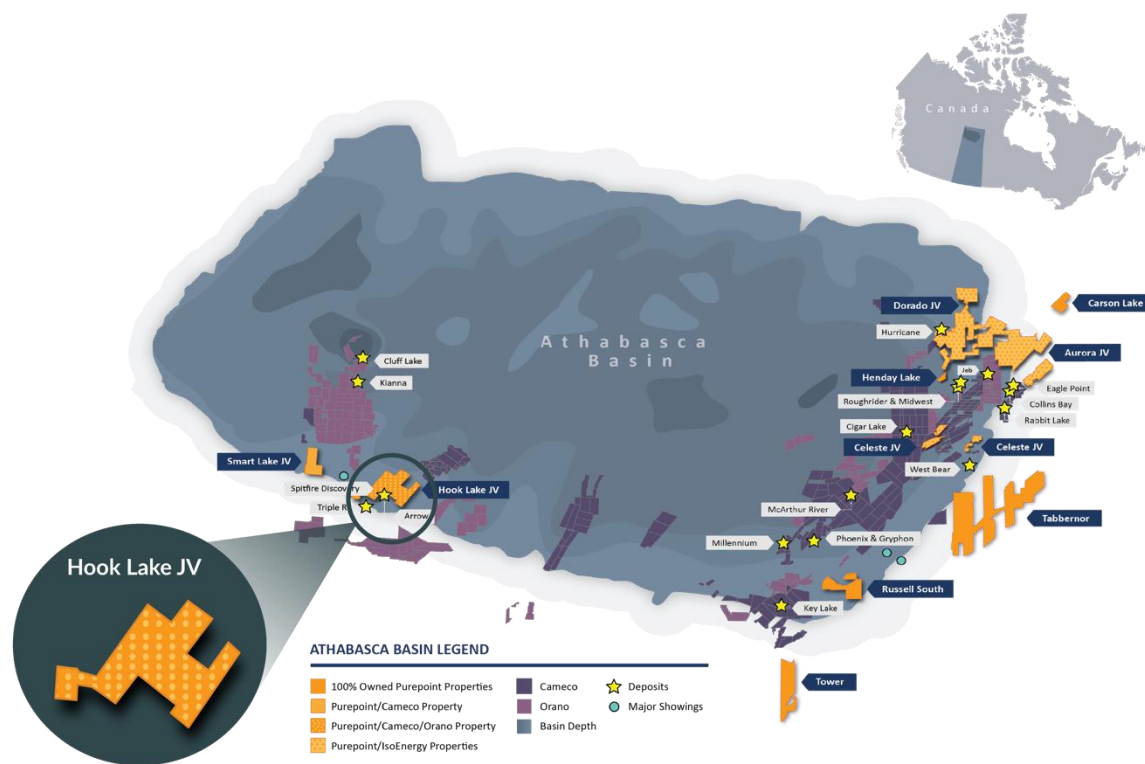 Canada
Athabasca
Basin
Dorado JV
Carson Lake
Hurricane
Aurora JV
Cluff Lake
Kianna
Henday Lake
Jeb
Eagle Point
Roughrider & Midwest
Collins Bay
Rabbit Lake
Cigar Lake
Celeste JV
Celeste JV
Smart Lake JV
West Bear
Spitfire Discovery
Hook Lake JV
Triple R
Arrow
McArthur River
Tabbernor
Millennium
Phoenix & Gryphon
Hook Lake JV
Russell South
Key Lake
ATHABASCA BASIN LEGEND
Tower
100% Owned Purepoint Properties
Cameco
Deposits
Purepoint/Cameco Property
Orano
Major Showings
Purepoint/Cameco/Orano Property
Basin Depth
Purepoint/IsoEnergy Properties